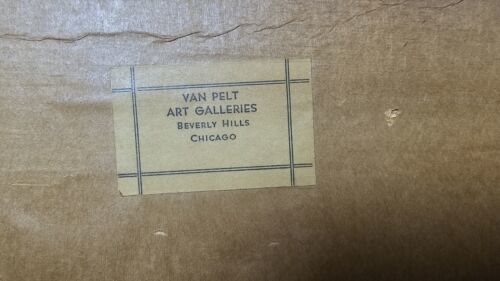 VAN PELT
ART GALLERIES
BEVERLY HILLS
CHICAGO